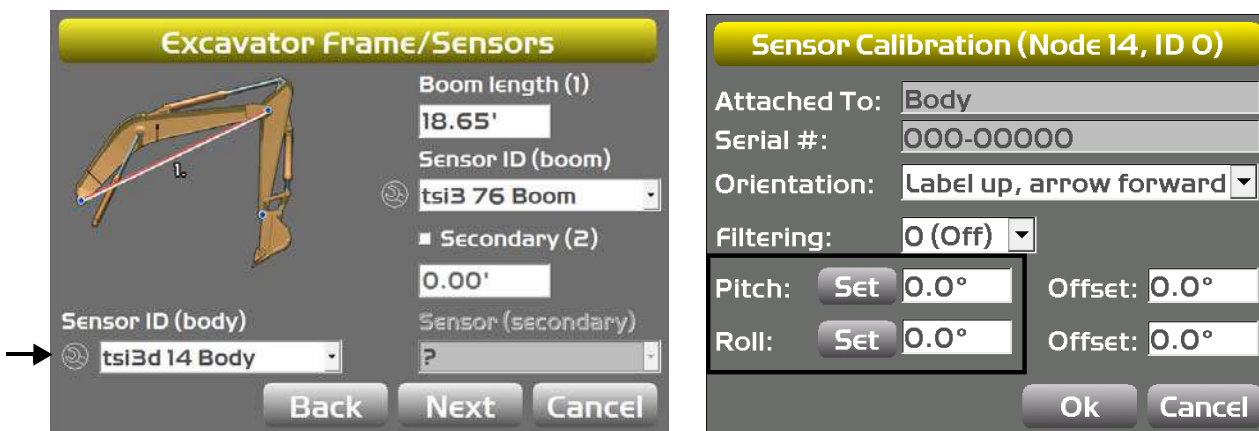 Excavator Frame/Sensors
Boom length (1)
18.65'
Sensor ID (boom)
tsi3 76 Boom
Secondary (2)
0.00'
1.
Sensor ID (body)
tsi3d 14 Body
Sensor (secondary)
?
Back Next Cancel
Sensor Calibration (Node 14, ID 0)
Attached To: Body
Serial #: 000-00000
Orientation: Label up, arrow forward
Filtering: 0 (Off)
Pitch: Set 0.0° Offset: 0.0°
Roll: Set 0.0° Offset: 0.0°
Ok Cancel